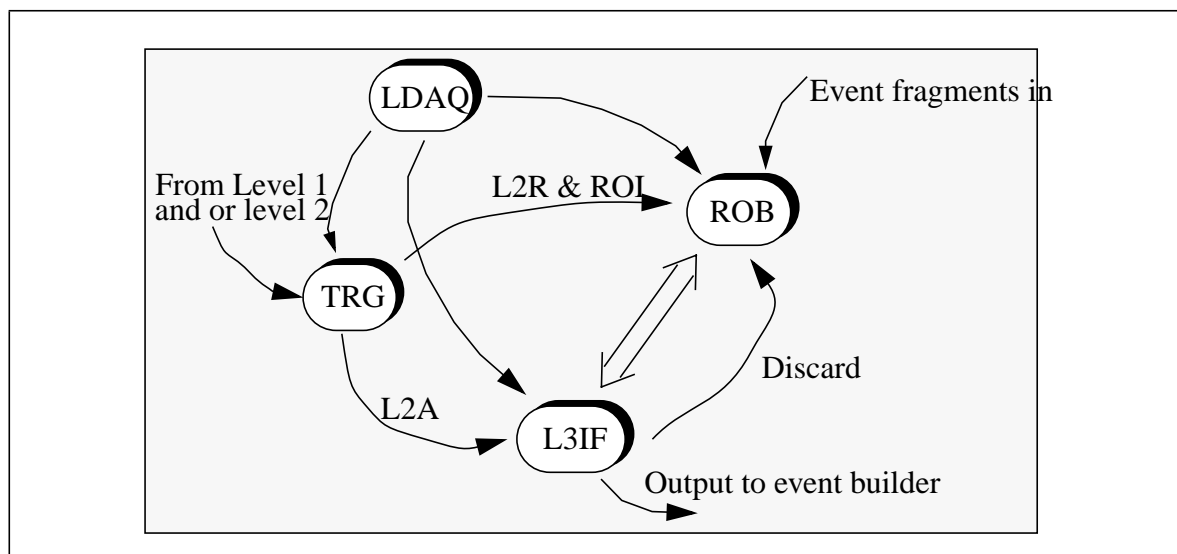 LDAQ
Event fragments in
From Level 1
and or level 2
L2R & ROI
ROB
TRG
Discard
L2A
L3IF
Output to event builder